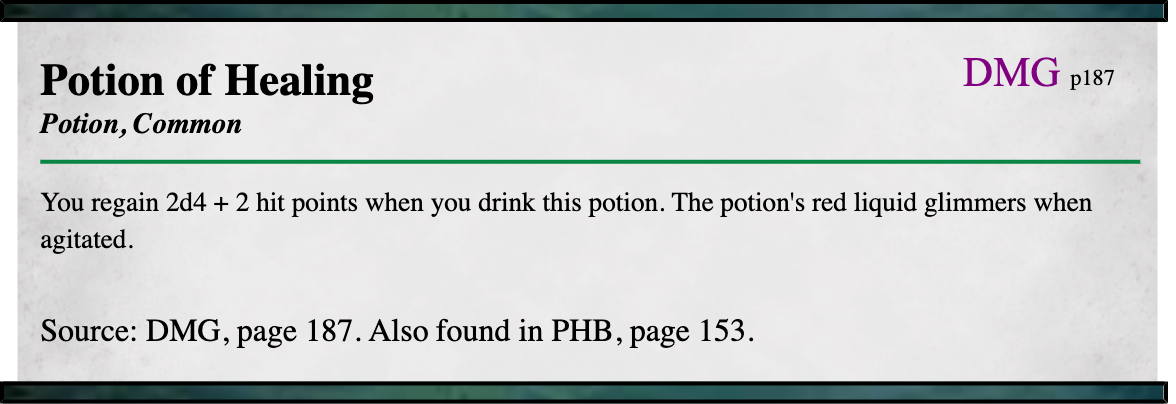 Potion of Healing
DMG p187
Potion, Common
You regain 2d4 + 2 hit points when you drink this potion. The potion's red liquid glimmers when
agitated.
Source: DMG, page 187. Also found in PHB, page 153.